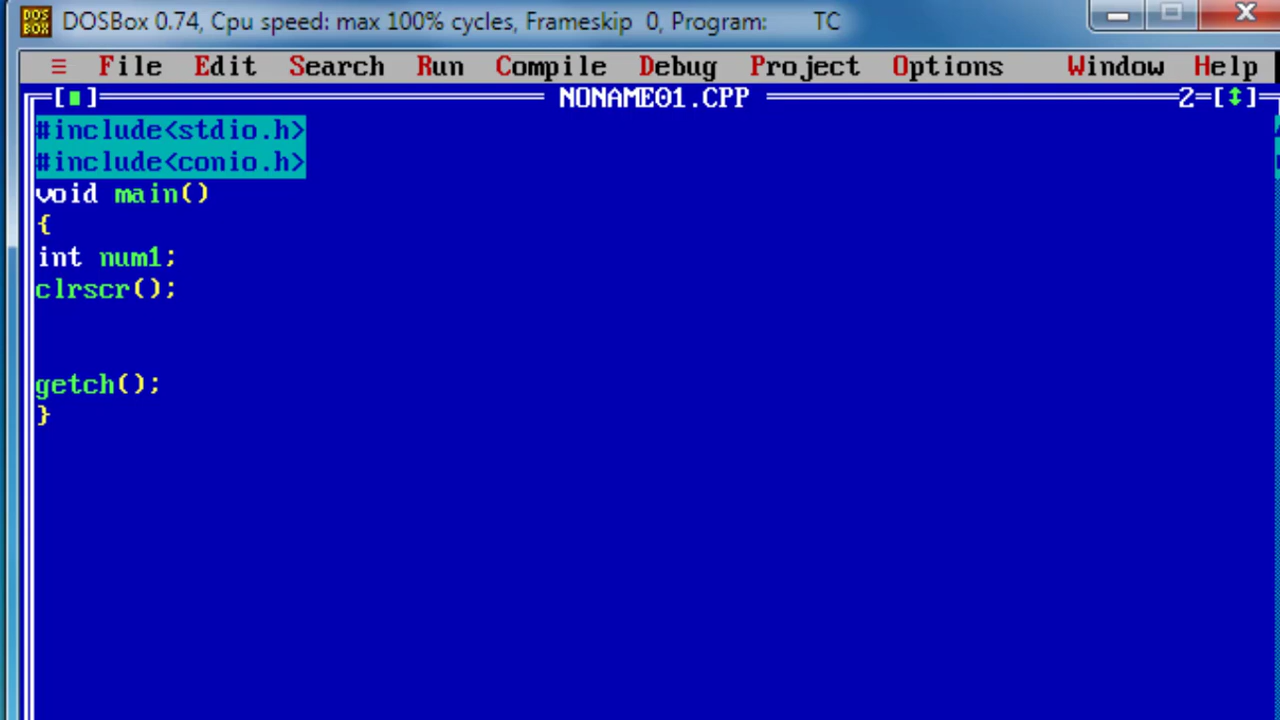 DOSBox 0.74, Cpu speed: max 100% cycles, Frameskip 0, Program: TC
≡ File Edit Search Run Compile Debug Project Options Window Help
[■] NONAME01.CPP 2=[↕]
#include<stdio.h>
#include<conio.h>
void main()
{
int num1;
clrscr();
getch();
}